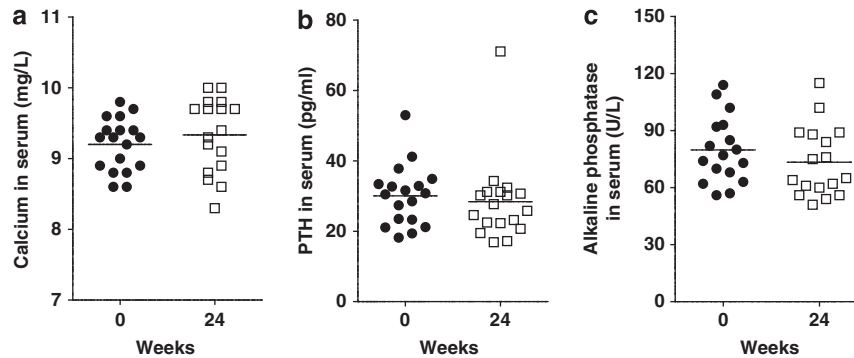 a
Calcium in serum (mg/L)
11
10
9
8
7
0
24
Weeks
b
PTH in serum (pg/ml)
80
60
40
20
0
0
24
Weeks
c
Alkaline phosphatase
in serum (U/L)
150
120
90
60
30
0
0
24
Weeks